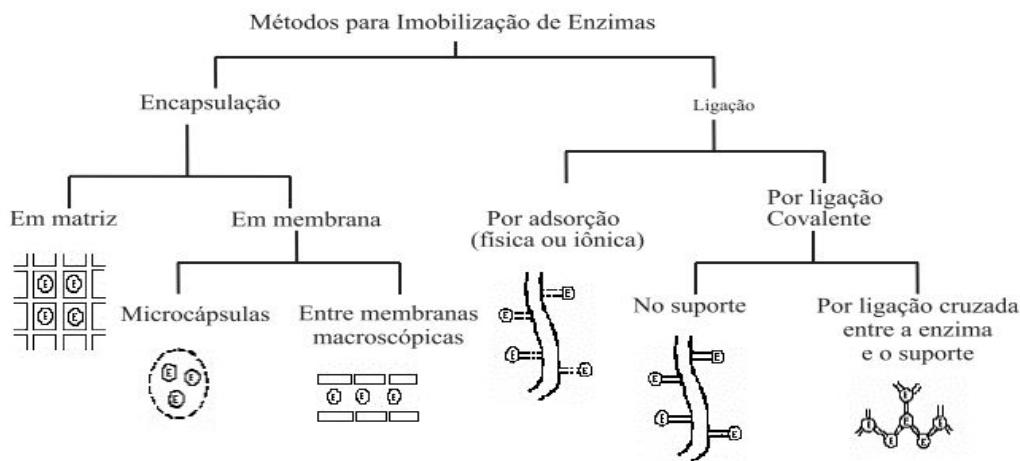 Métodos para Imobilização de Enzimas
Encapsulação
Ligação
Em matriz
Em membrana
Por adsorção
(física ou iônica)
Por ligação
Covalente
Microcápsulas
Entre membranas
macroscópicas
No suporte
Por ligação cruzada
entre a enzima
e o suporte
E E
E E
E E
E
E E E
E
E
E
E
E
E
E
E
E
E E E
E E